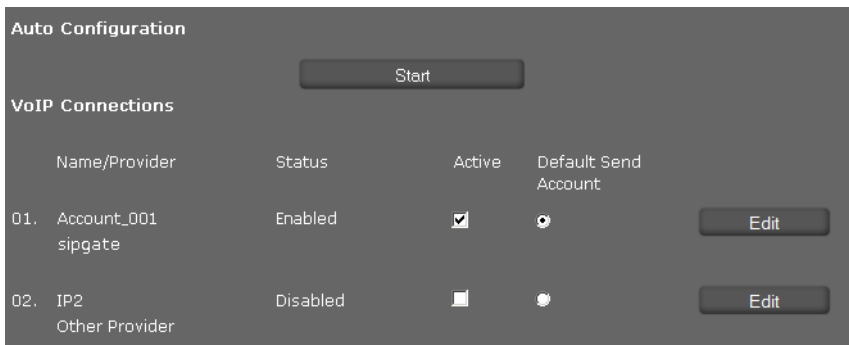 Auto Configuration
Start
VoIP Connections
Name/Provider Status Active Default Send Account
01. Account_001 Enabled Edit
sipgate
02. IP2 Disabled Edit
Other Provider